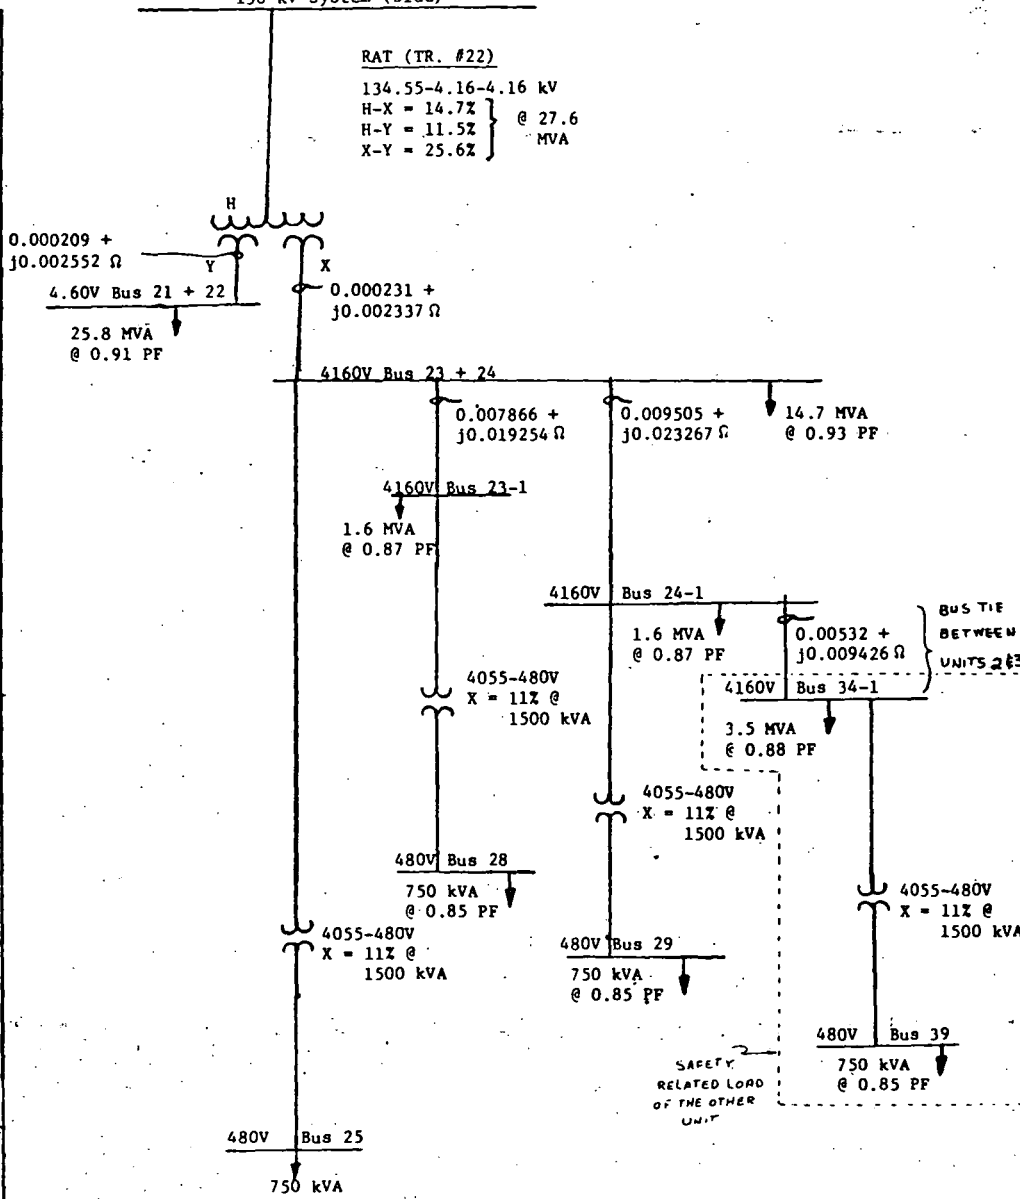 RAT (TR. #22)
134.55-4.16-4.16 kV
H-X = 14.7%
H-Y = 11.5%
X-Y = 25.6%
@ 27.6
MVA
H
0.000209 +
j0.002552 Ω
Y
X
0.000231 +
j0.002337 Ω
4.60V Bus 21 + 22
25.8 MVA
@ 0.91 PF
4160V Bus 23 + 24
0.007866 +
j0.019254 Ω
0.009505 +
j0.023267 Ω
14.7 MVA
@ 0.93 PF
4160V Bus 23-1
1.6 MVA
@ 0.87 PF
4160V Bus 24-1
1.6 MVA
@ 0.87 PF
0.00532 +
j0.009426 Ω
BUS TIE
BETWEEN
UNITS 2&3
4160V Bus 34-1
3.5 MVA
@ 0.88 PF
4055-480V
X = 11% @
1500 kVA
4055-480V
X = 11% @
1500 kVA
480V Bus 28
750 kVA
@ 0.85 PF
4055-480V
X = 11% @
1500 kVA
4055-480V
X = 11% @
1500 kVA
480V Bus 29
750 kVA
@ 0.85 PF
480V Bus 39
750 kVA
@ 0.85 PF
SAFETY
RELATED LOAD
OF THE OTHER
UNIT
480V Bus 25
750 kVA